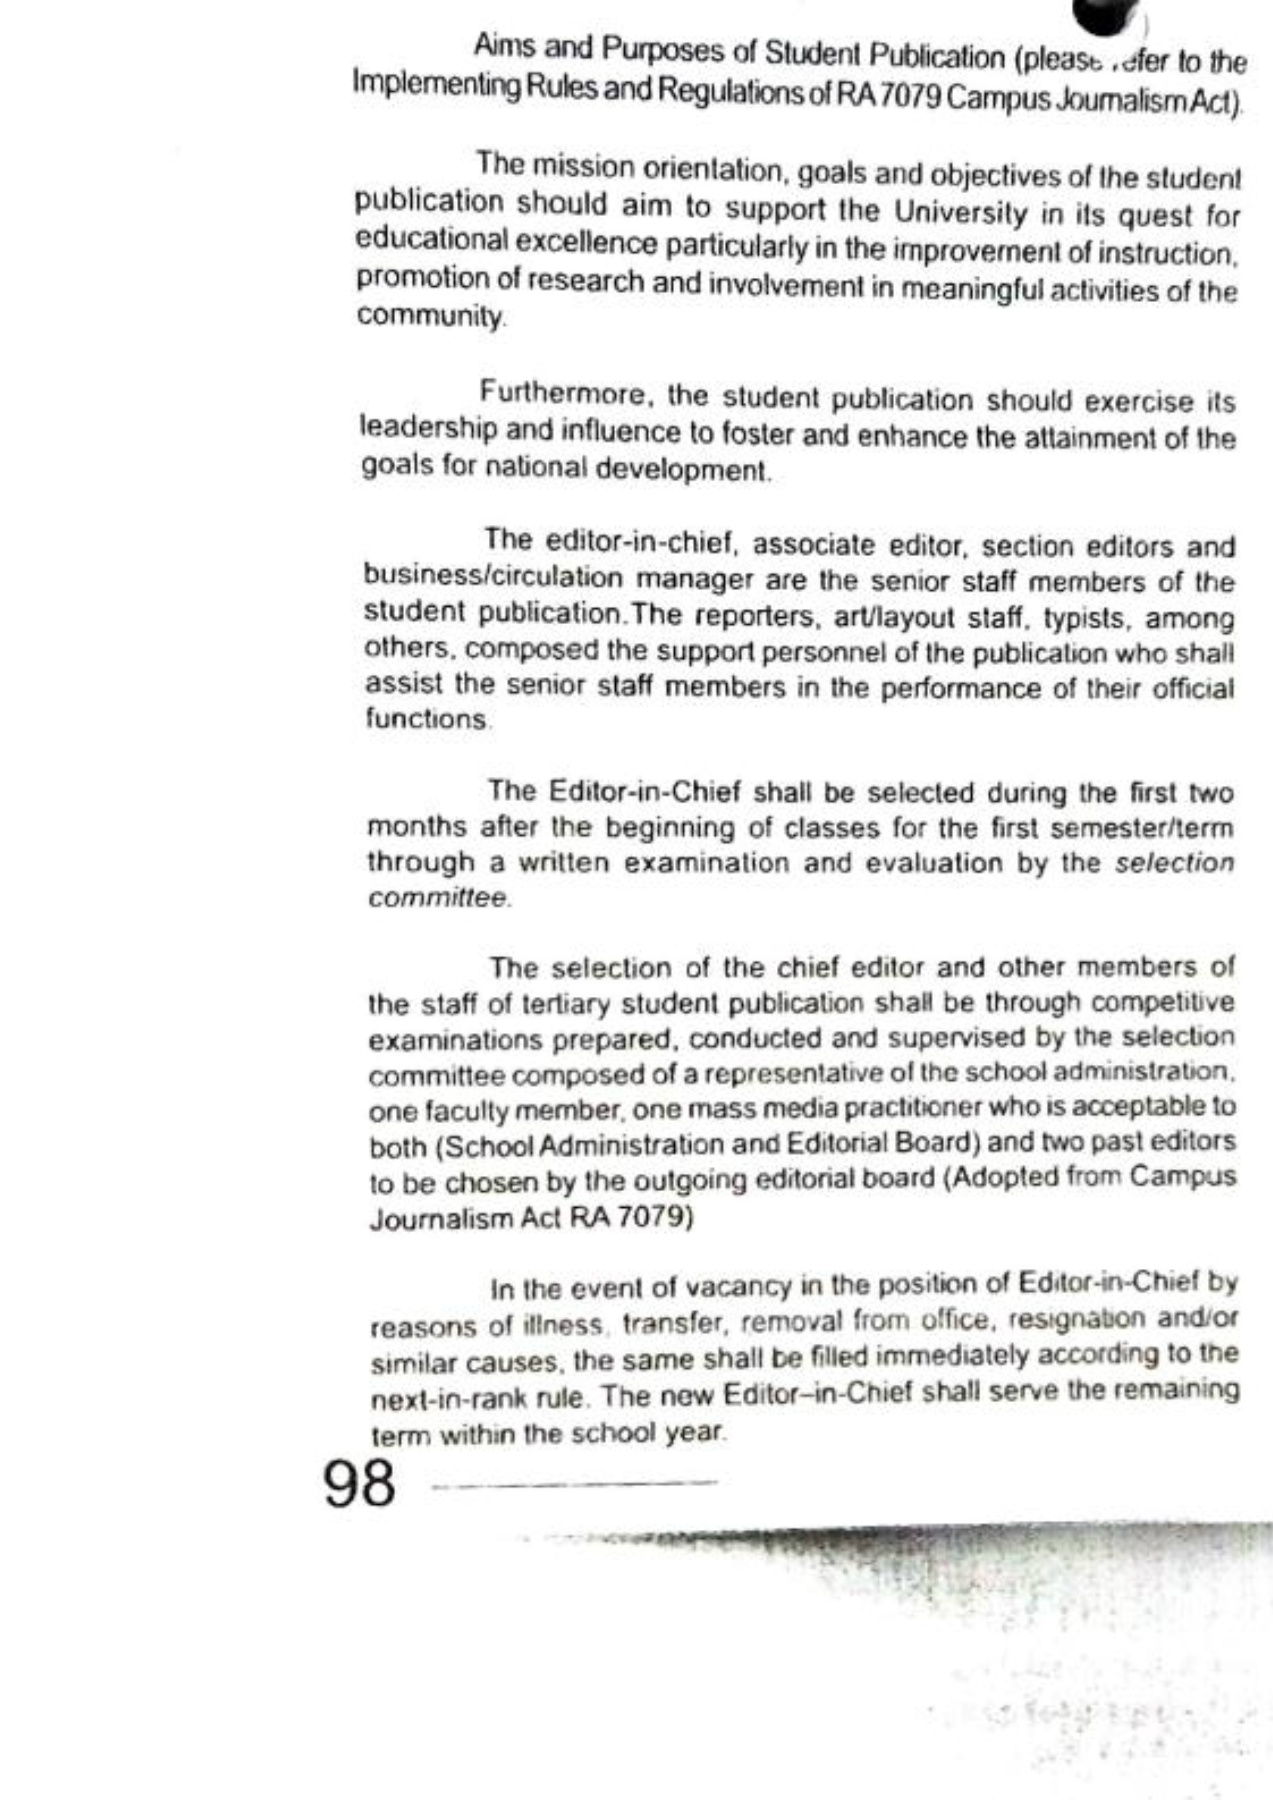 Aims and Purposes of Student Publication (please refer to the
Implementing Rules and Regulations of RA 7079 Campus Journalism Act).
The mission orientation, goals and objectives of the student
publication should aim to support the University in its quest for
educational excellence particularly in the improvement of instruction,
promotion of research and involvement in meaningful activities of the
community.
Furthermore, the student publication should exercise its
leadership and influence to foster and enhance the attainment of the
goals for national development.
The editor-in-chief, associate editor, section editors and
business/circulation manager are the senior staff members of the
student publication.The reporters, art/layout staff, typists, among
others, composed the support personnel of the publication who shall
assist the senior staff members in the performance of their official
functions.
The Editor-in-Chief shall be selected during the first two
months after the beginning of classes for the first semester/term
through a written examination and evaluation by the selection
committee.
The selection of the chief editor and other members of
the staff of tertiary student publication shall be through competitive
examinations prepared, conducted and supervised by the selection
committee composed of a representative of the school administration,
one faculty member, one mass media practitioner who is acceptable to
both (School Administration and Editorial Board) and two past editors
to be chosen by the outgoing editorial board (Adopted from Campus
Journalism Act RA 7079)
In the event of vacancy in the position of Editor-in-Chief by
reasons of illness, transfer, removal from office, resignation and/or
similar causes, the same shall be filled immediately according to the
next-in-rank rule. The new Editor–in-Chief shall serve the remaining
term within the school year.
98